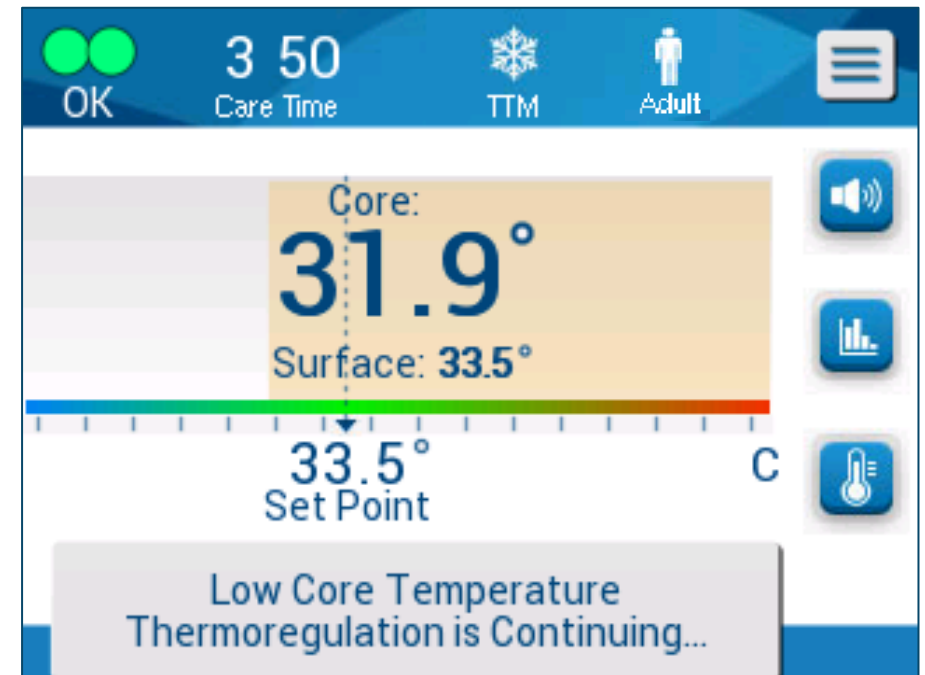 3 50
OK
Care Time
TTM
Adult
Core:
31.9°
Surface: 33.5°
33.5°
C
Set Point
Low Core Temperature
Thermoregulation is Continuing...